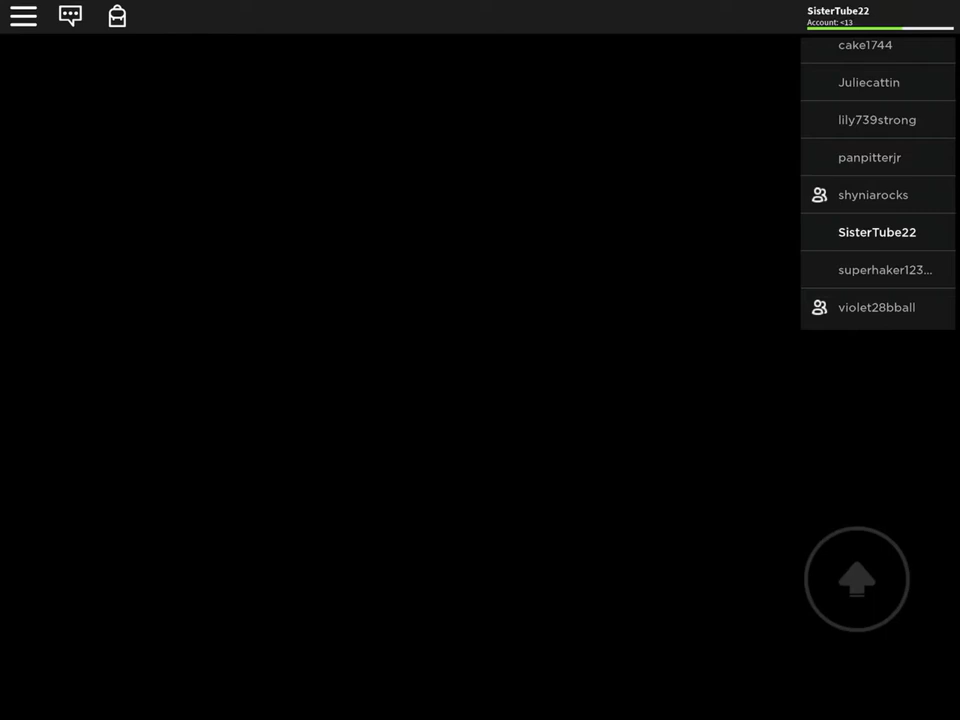 SisterTube22
Account: <13
cake1744
Juliecattin
lily739strong
panpitterjr
shyniarocks
SisterTube22
superhaker123...
violet28bball